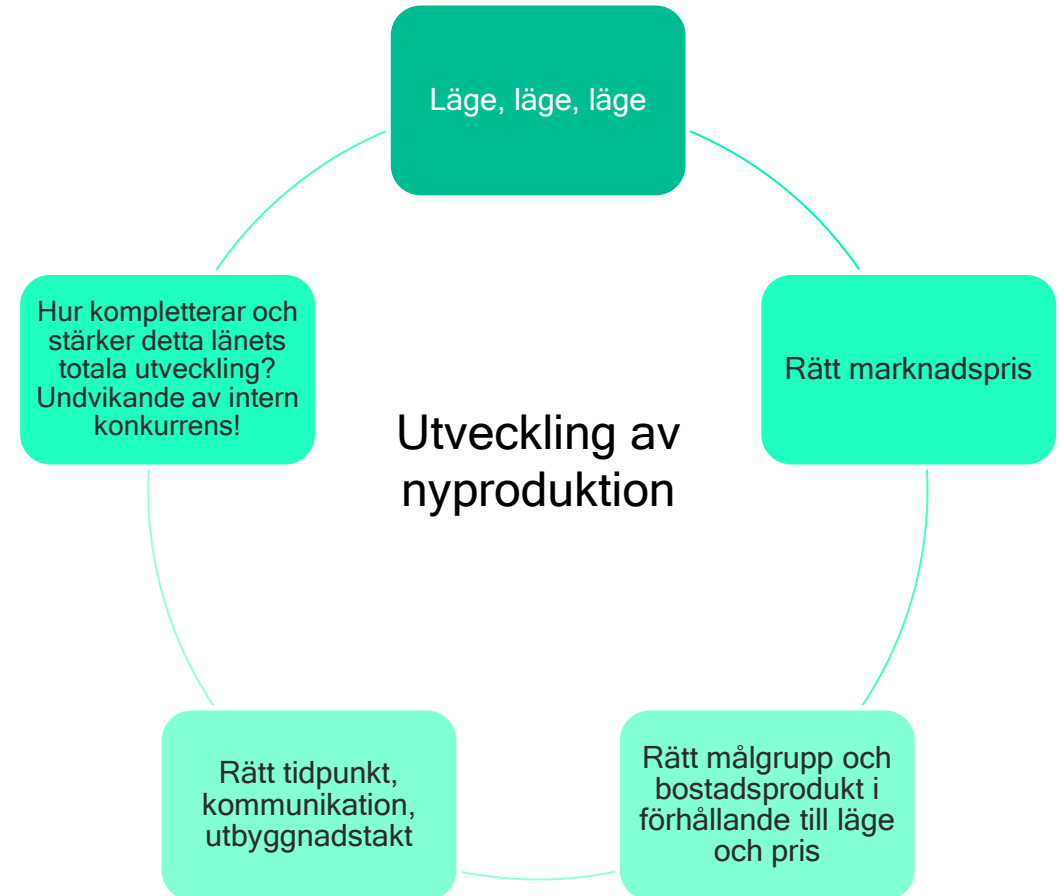 Läge, läge, läge
Hur kompletterar och
stärker detta länets
totala utveckling?
Undvikande av intern
konkurrens!
Rätt marknadspris
Utveckling av
nyproduktion
Rätt tidpunkt,
kommunikation,
utbyggnadstakt
Rätt målgrupp och
bostadsprodukt i
förhållande till läge
och pris